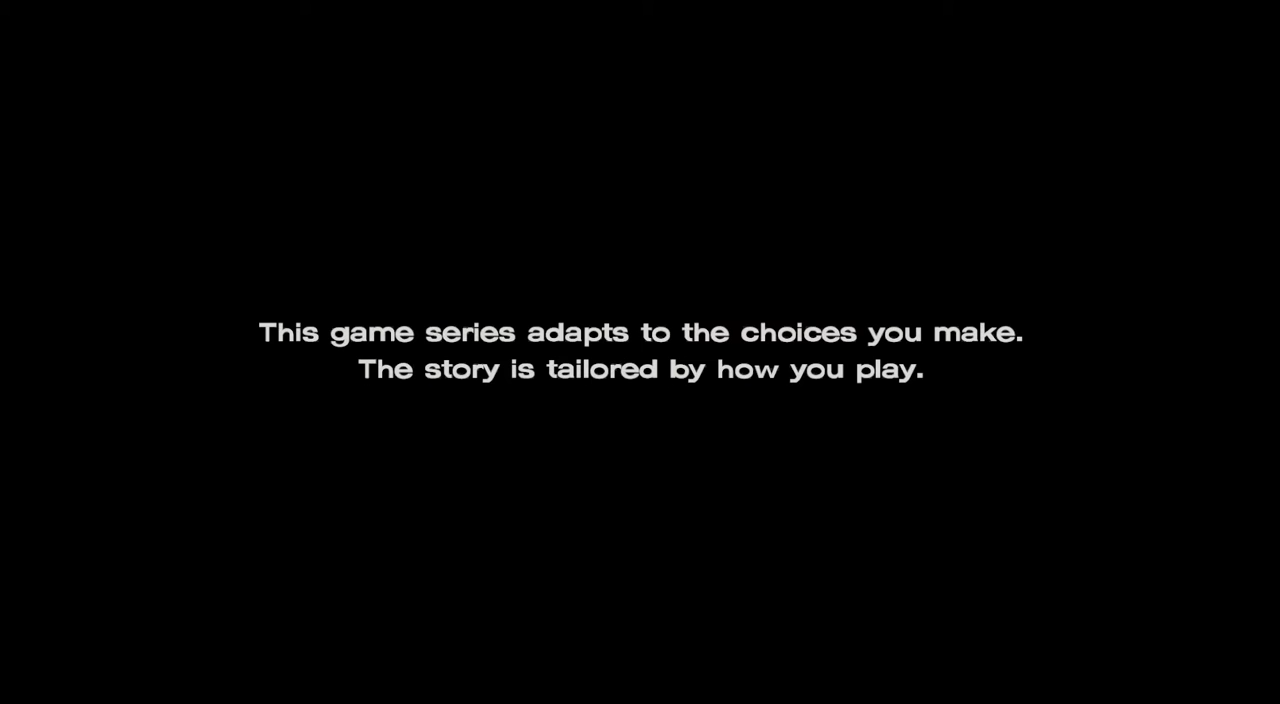 This game series adapts to the choices you make.
The story is tailored by how you play.